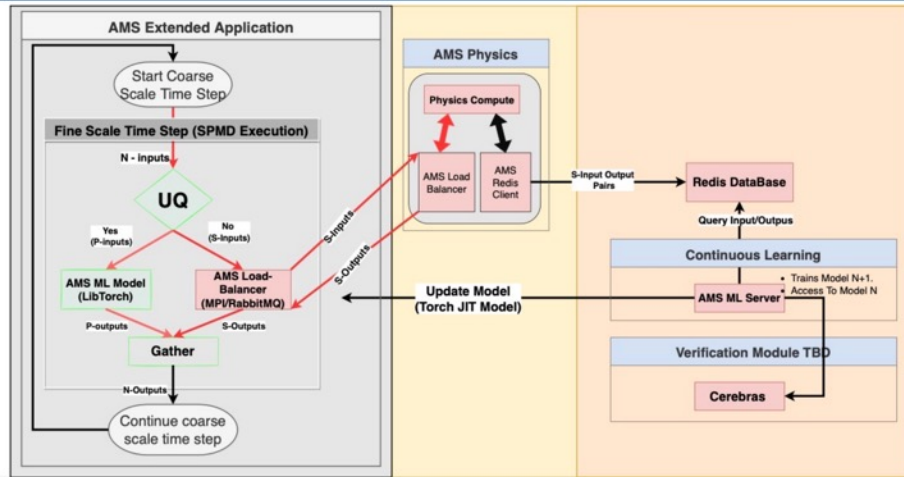 AMS Extended Application
Start Coarse
Scale Time Step
Fine Scale Time Step (SPMD Execution)
N - inputs
UQ
Yes
(P-inputs)
No
(S-Inputs)
AMS ML Model
(LibTorch)
AMS Load-
Balancer
(MPI/RabbitMQ)
P-outputs
S-Outputs
Gather
N-Outputs
Continue coarse
scale time step
S-Inputs
S-Outputs
AMS Physics
Physics Compute
AMS Load
Balancer
AMS
Redis
Client
S-Input Output
Pairs
Redis DataBase
Query Input/Outpus
Continuous Learning
AMS ML Server
• Trains Model N+1.
• Access To Model N
Update Model
(Torch JIT Model)
Verification Module TBD
Cerebras